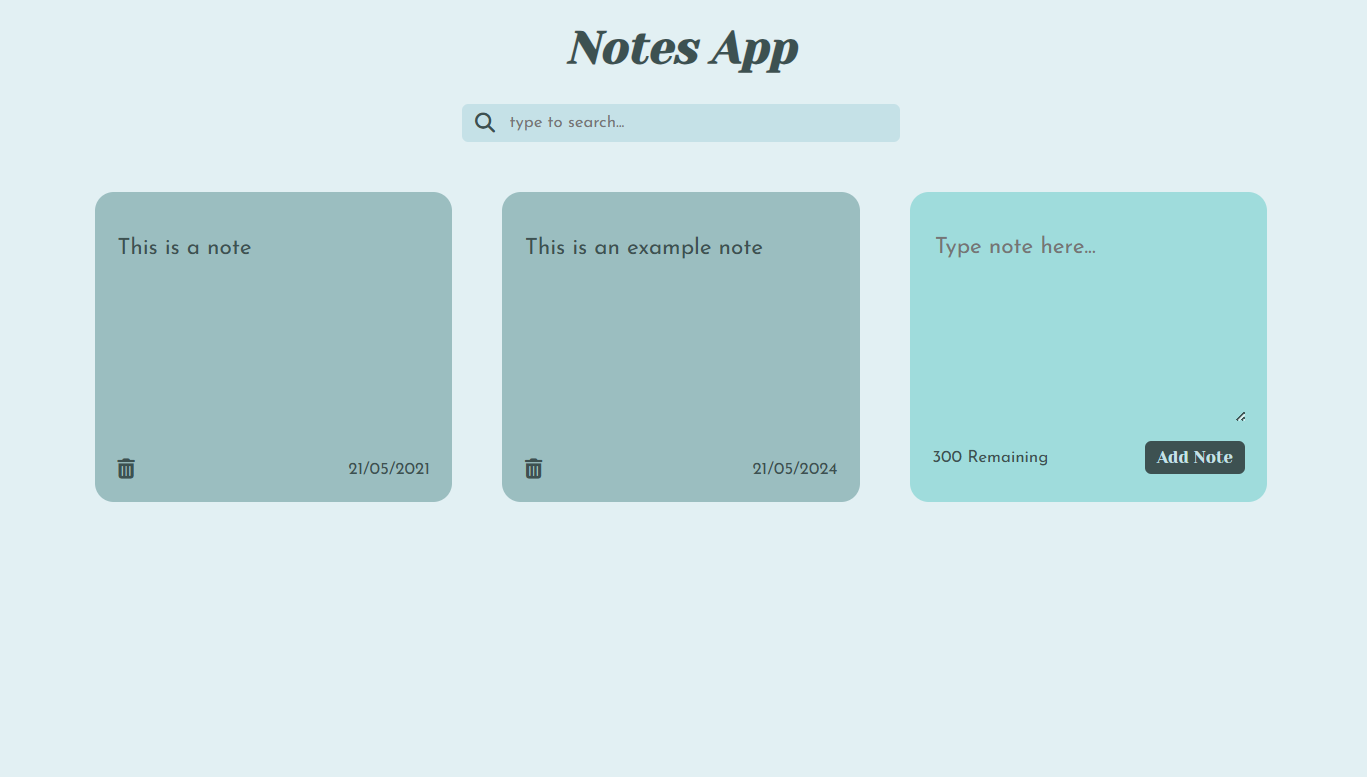 Notes App
type to search...
This is a note
21/05/2021
This is an example note
21/05/2024
Type note here...
300 Remaining
Add Note